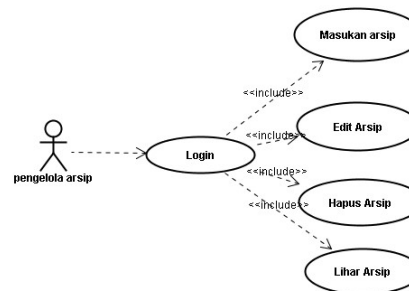 Masukan arsip
<<include>>
Edit Arsip
<<include>>
Login
pengelola arsip
<<include>>
Hapus Arsip
<<include>>
Lihar Arsip